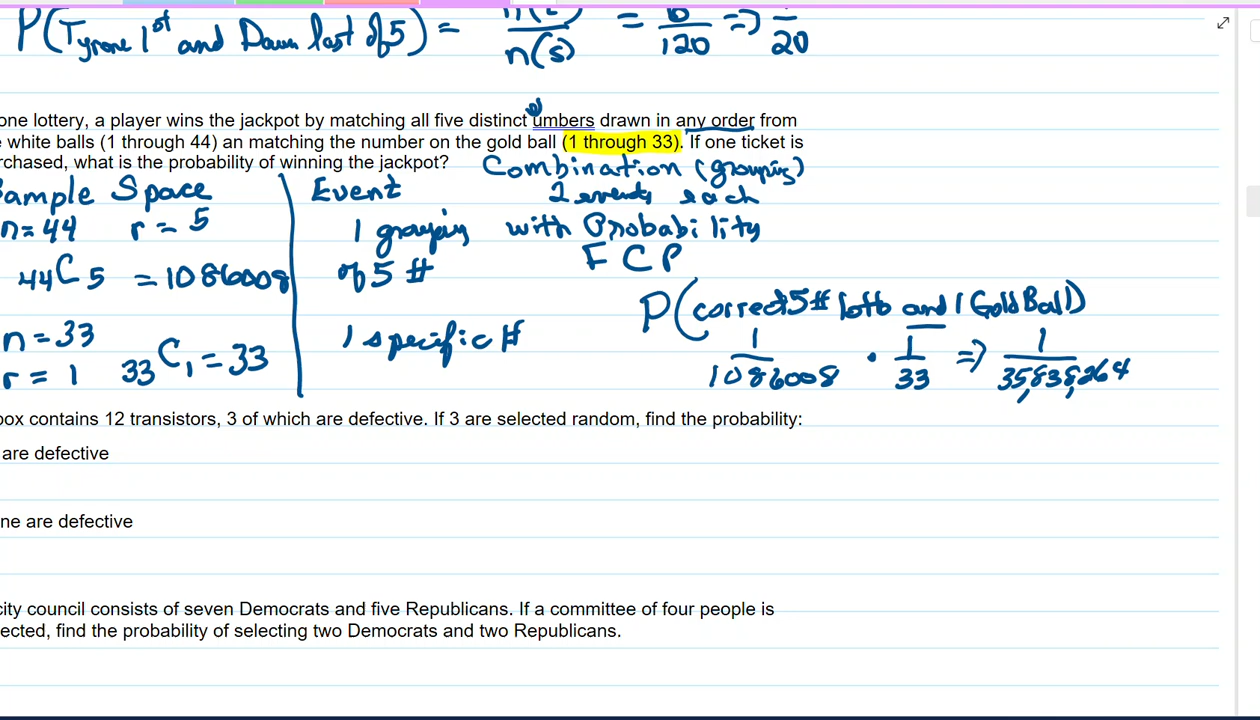 P(Tyrone 1st and Dawn last of 5) = n(E)/n(S) = 6/120 => /20
one lottery, a player wins the jackpot by matching all five distinct umbers drawn in any order from
white balls (1 through 44) an matching the number on the gold ball (1 through 33). If one ticket is
rchased, what is the probability of winning the jackpot?
Combination (grouping)
ample Space
Event
2 events each
n=44 r = 5
1 grouping
with Probability
of 5 #
FCP
44C5 = 1086008
P(correct 5# lotto and 1 Gold Ball)
n = 33
1 specific #
r = 1 33C1 = 33
1/1086008 · 1/33 => 1/35,838,264
box contains 12 transistors, 3 of which are defective. If 3 are selected random, find the probability:
are defective
ne are defective
city council consists of seven Democrats and five Republicans. If a committee of four people is
ected, find the probability of selecting two Democrats and two Republicans.